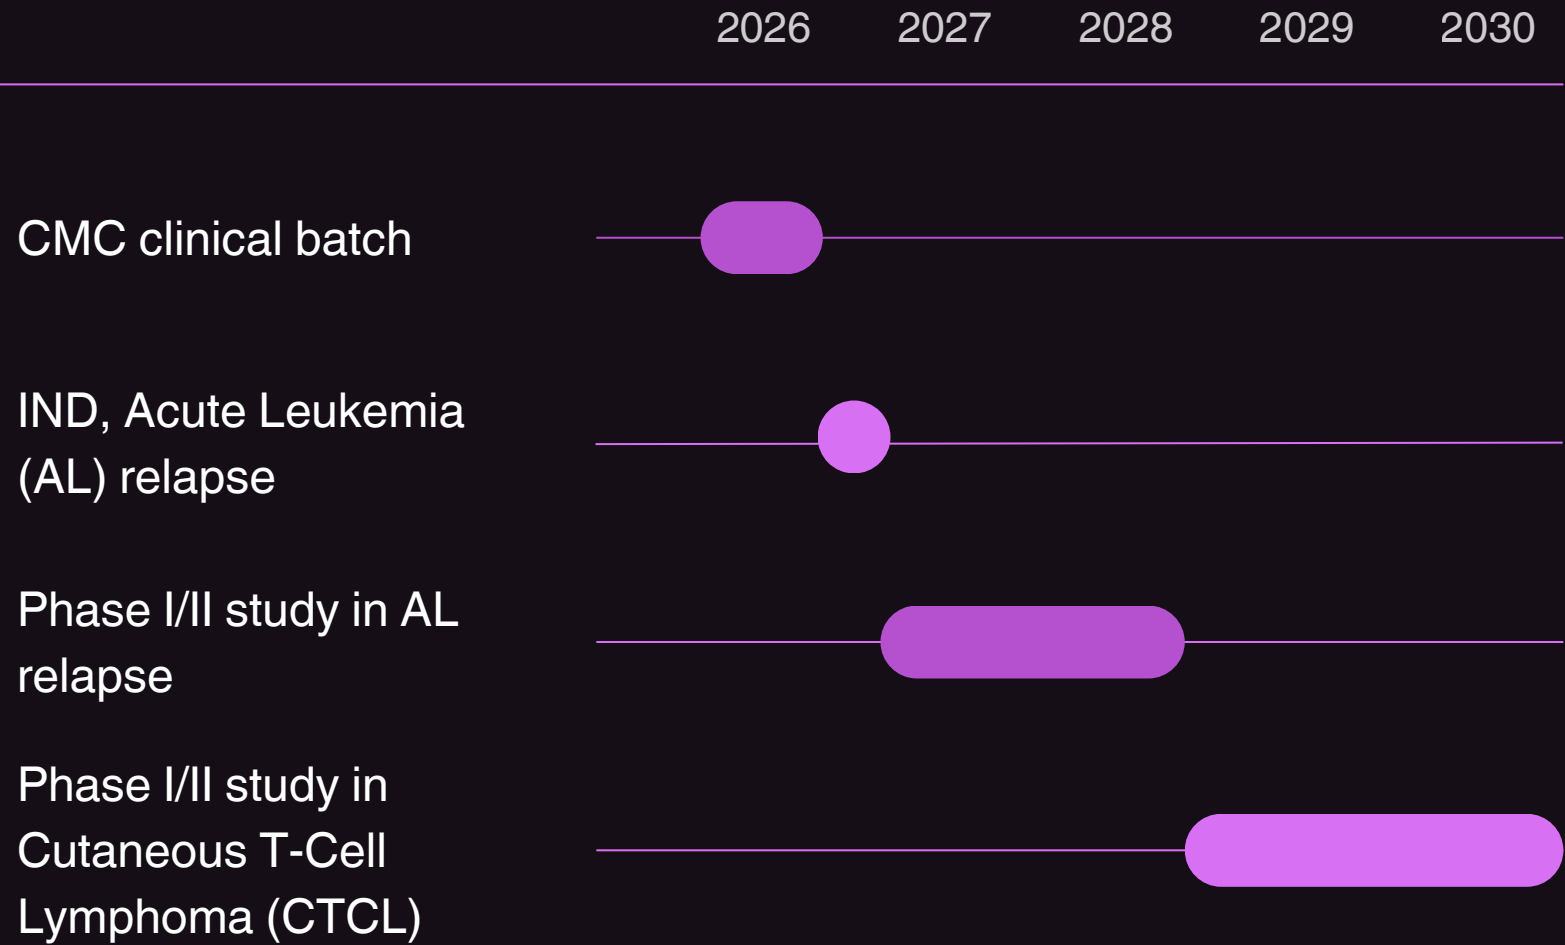 2026 2027 2028 2029 2030
CMC clinical batch
IND, Acute Leukemia
(AL) relapse
Phase I/II study in AL
relapse
Phase I/II study in
Cutaneous T-Cell
Lymphoma (CTCL)